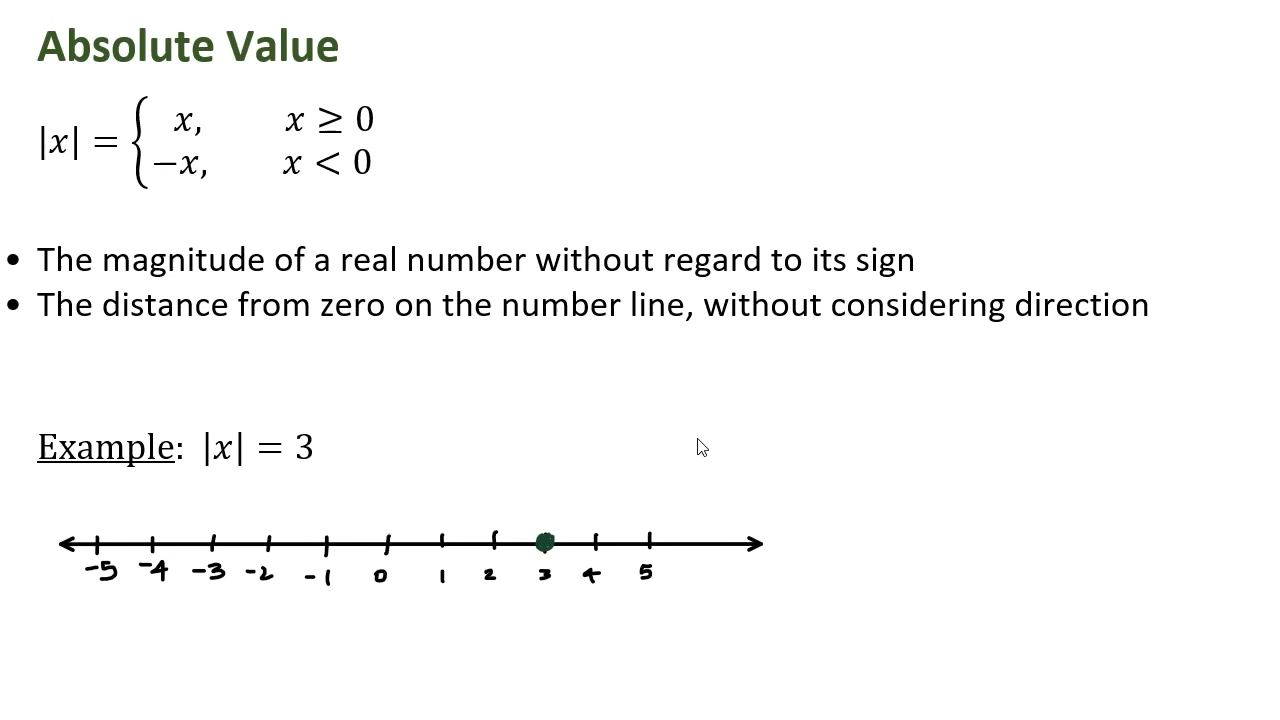 Absolute Value
|x| = { x, x ≥ 0
−x, x < 0
• The magnitude of a real number without regard to its sign
• The distance from zero on the number line, without considering direction
Example: |x| = 3
-5 -4 -3 -2 -1 0 1 2 3 4 5